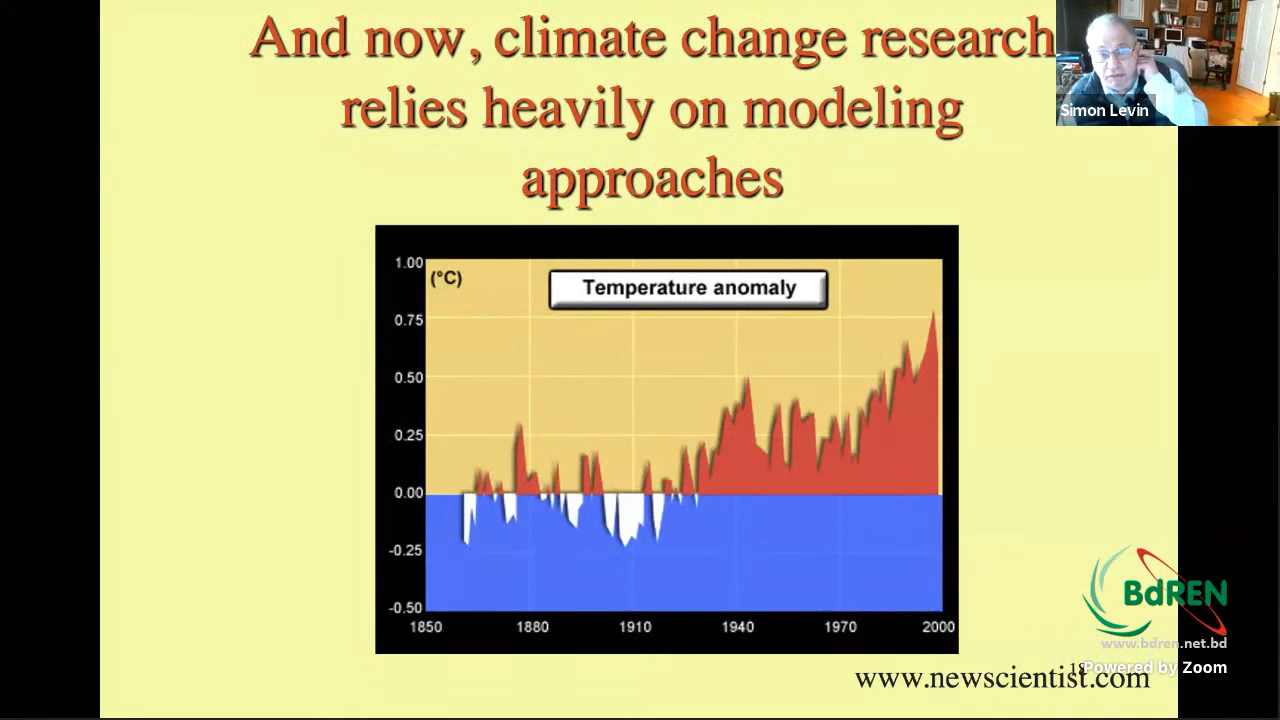 And now, climate change research
relies heavily on modeling
approaches
Simon Levin
1.00
(°C)
Temperature anomaly
0.75
0.50
0.25
0.00
-0.25
-0.50
1850
1880
1910
1940
1970
2000
BdREN
www.bdren.net.bd
Powered by Zoom
www.newscientist.com